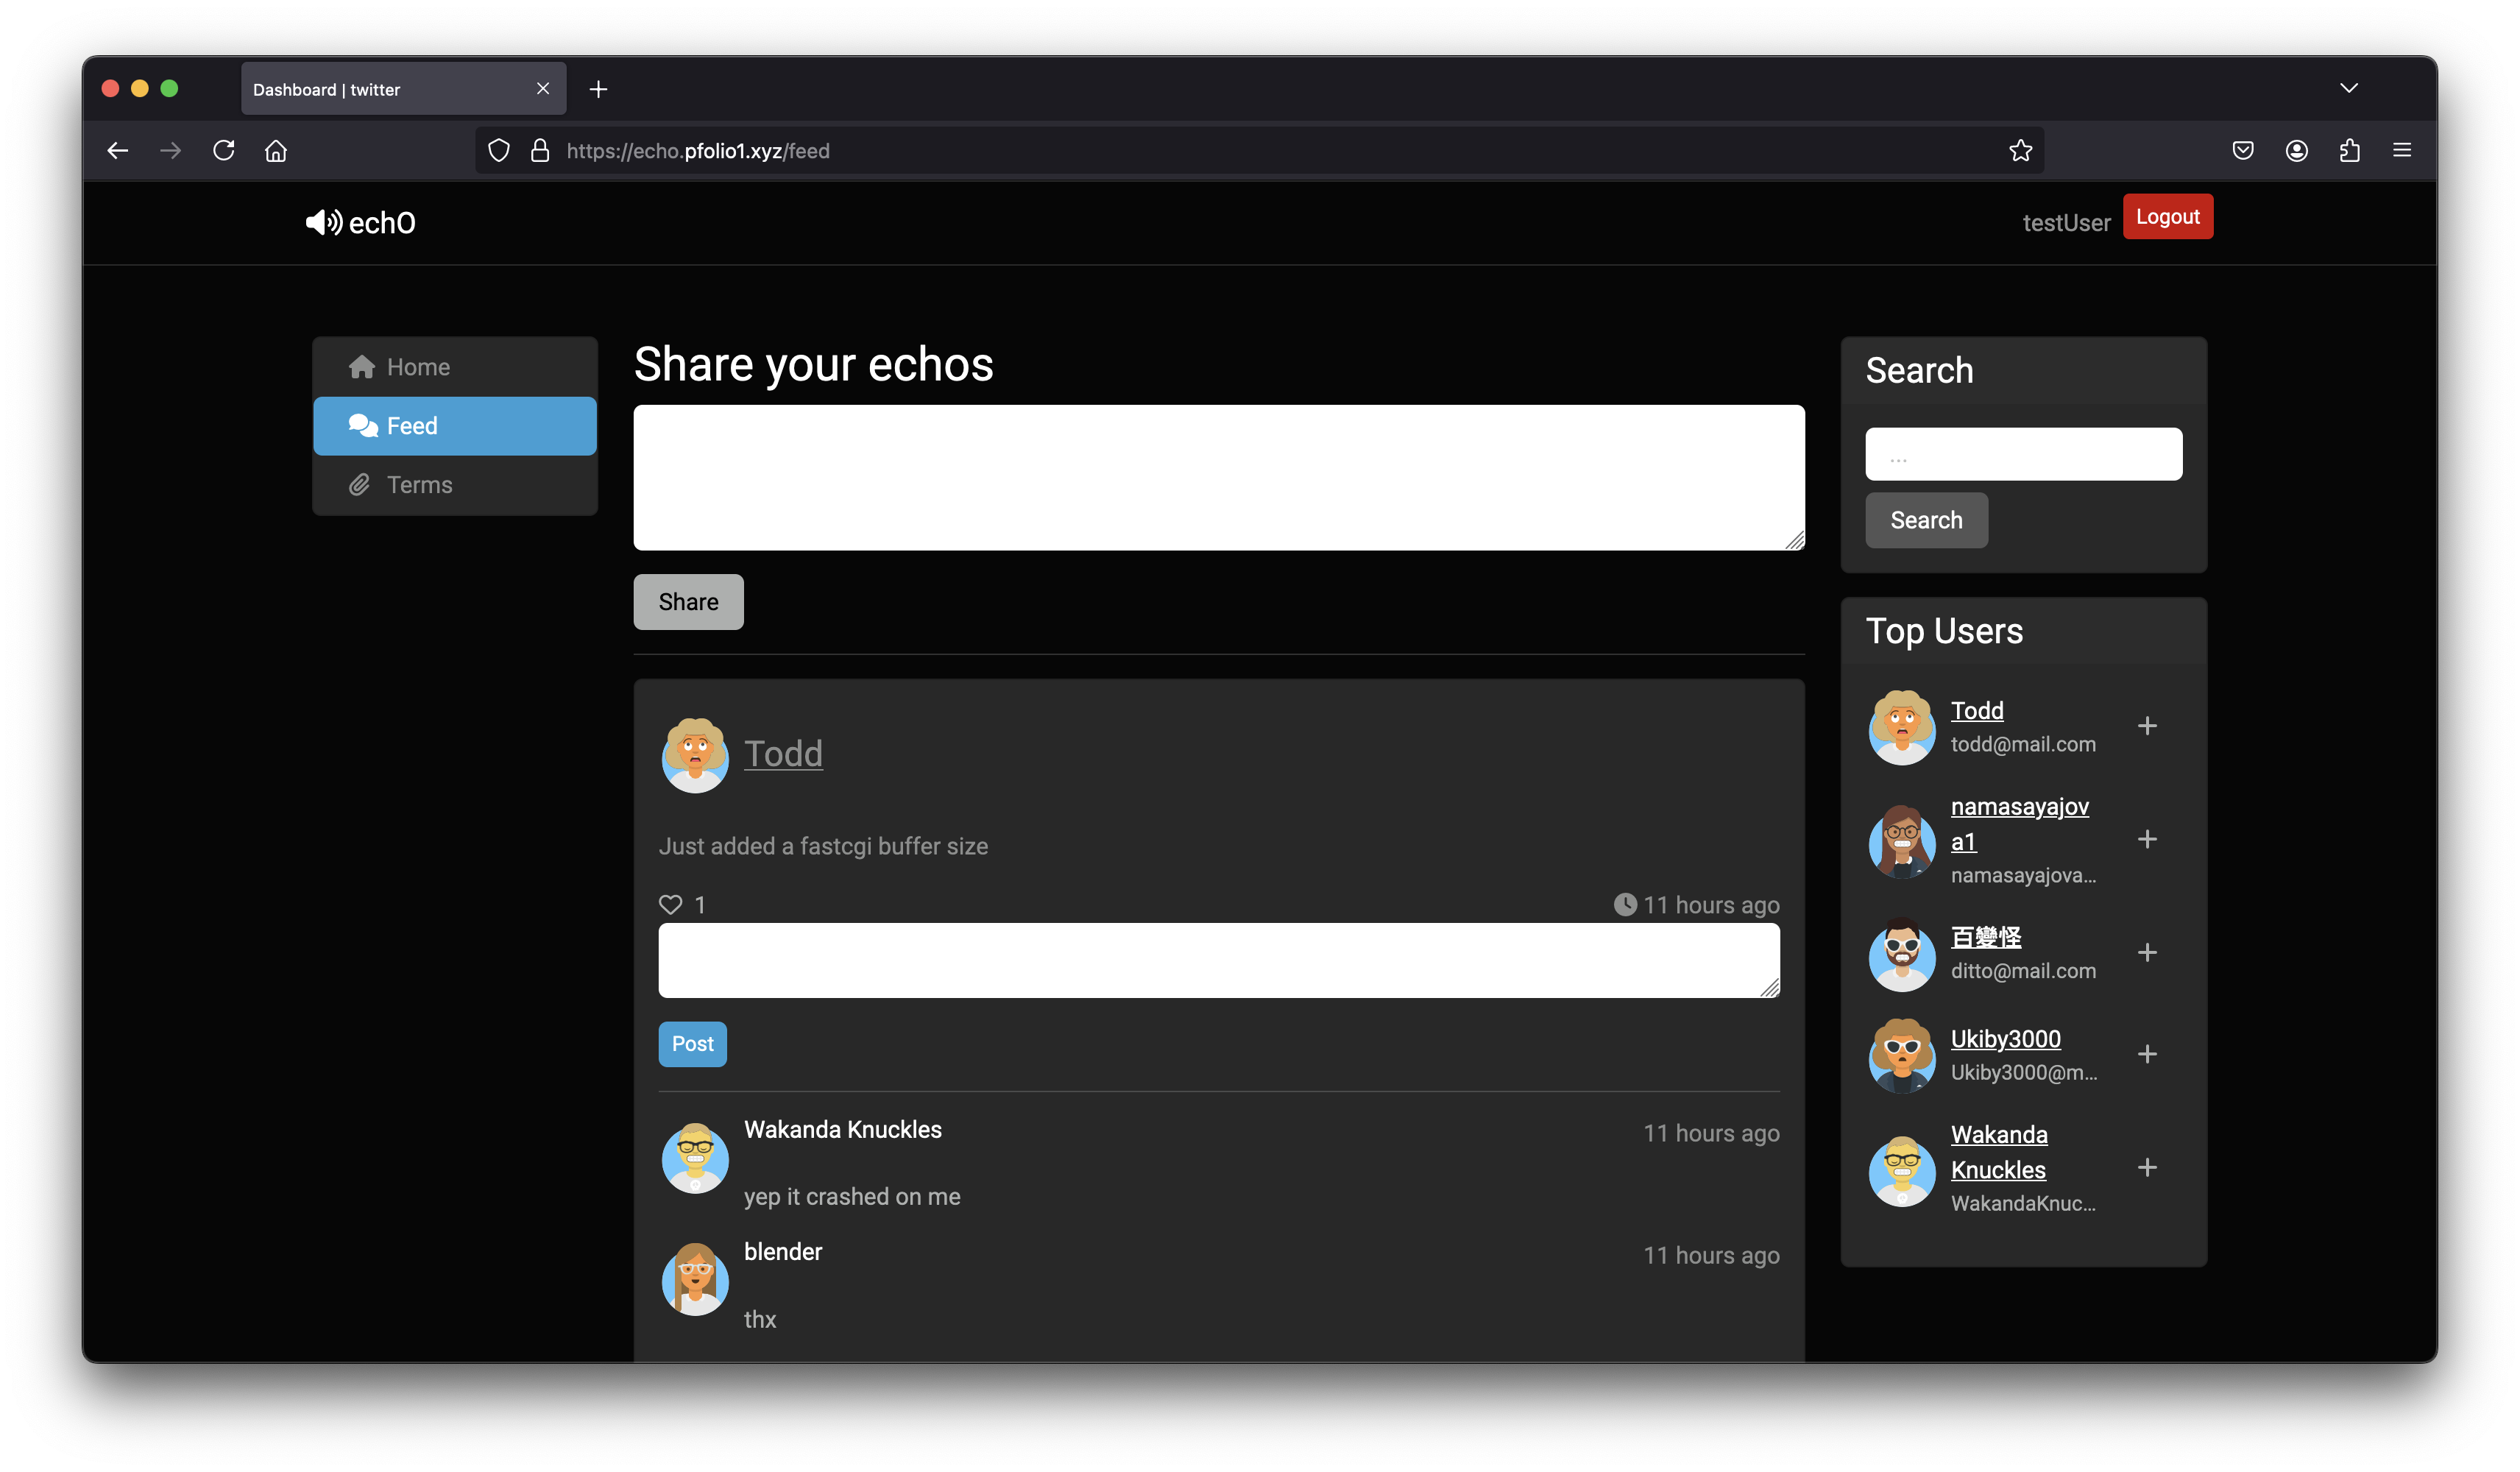 Dashboard | twitter
https://echo.pfolio1.xyz/feed
echO
testUser
Logout
Home
Feed
Terms
Share your echos
Share
Todd
Just added a fastcgi buffer size
1
11 hours ago
Post
Wakanda Knuckles
11 hours ago
yep it crashed on me
blender
11 hours ago
thx
Search
...
Search
Top Users
Todd
todd@mail.com
namasayajov
a1
namasayajova...
百變怪
ditto@mail.com
Ukiby3000
Ukiby3000@m...
Wakanda
Knuckles
WakandaKnuc...